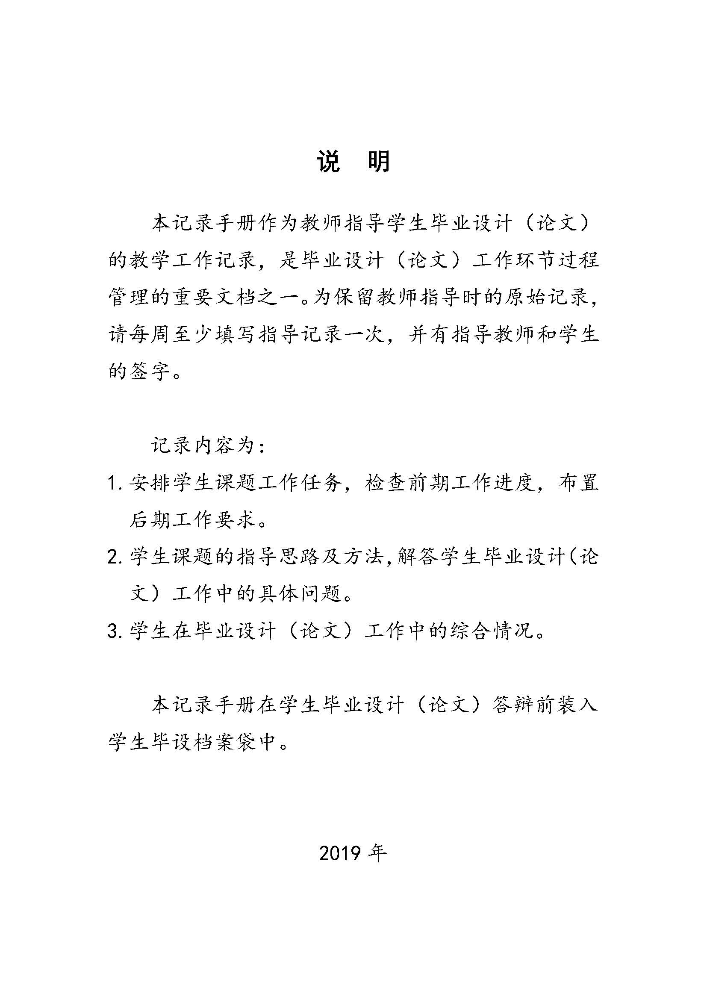 说　明
本记录手册作为教师指导学生毕业设计（论文）
的教学工作记录，是毕业设计（论文）工作环节过程
管理的重要文档之一。为保留教师指导时的原始记录，
请每周至少填写指导记录一次，并有指导教师和学生
的签字。
记录内容为：
1. 安排学生课题工作任务，检查前期工作进度，布置
后期工作要求。
2. 学生课题的指导思路及方法，解答学生毕业设计（论
文）工作中的具体问题。
3. 学生在毕业设计（论文）工作中的综合情况。
本记录手册在学生毕业设计（论文）答辩前装入
学生毕设档案袋中。
2019 年